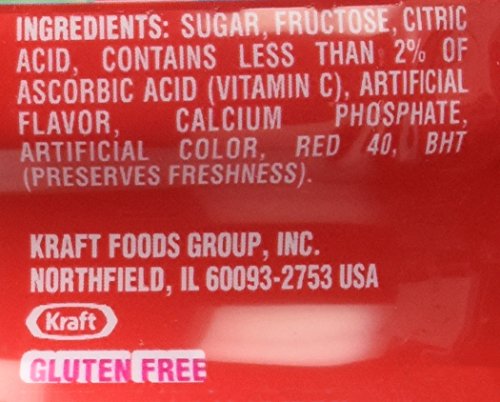 INGREDIENTS: SUGAR, FRUCTOSE, CITRIC
ACID, CONTAINS LESS THAN 2% OF
ASCORBIC ACID (VITAMIN C), ARTIFICIAL
FLAVOR, CALCIUM PHOSPHATE,
ARTIFICIAL COLOR, RED 40, BHT
(PRESERVES FRESHNESS).
KRAFT FOODS GROUP, INC.
NORTHFIELD, IL 60093-2753 USA
Kraft
GLUTEN FREE